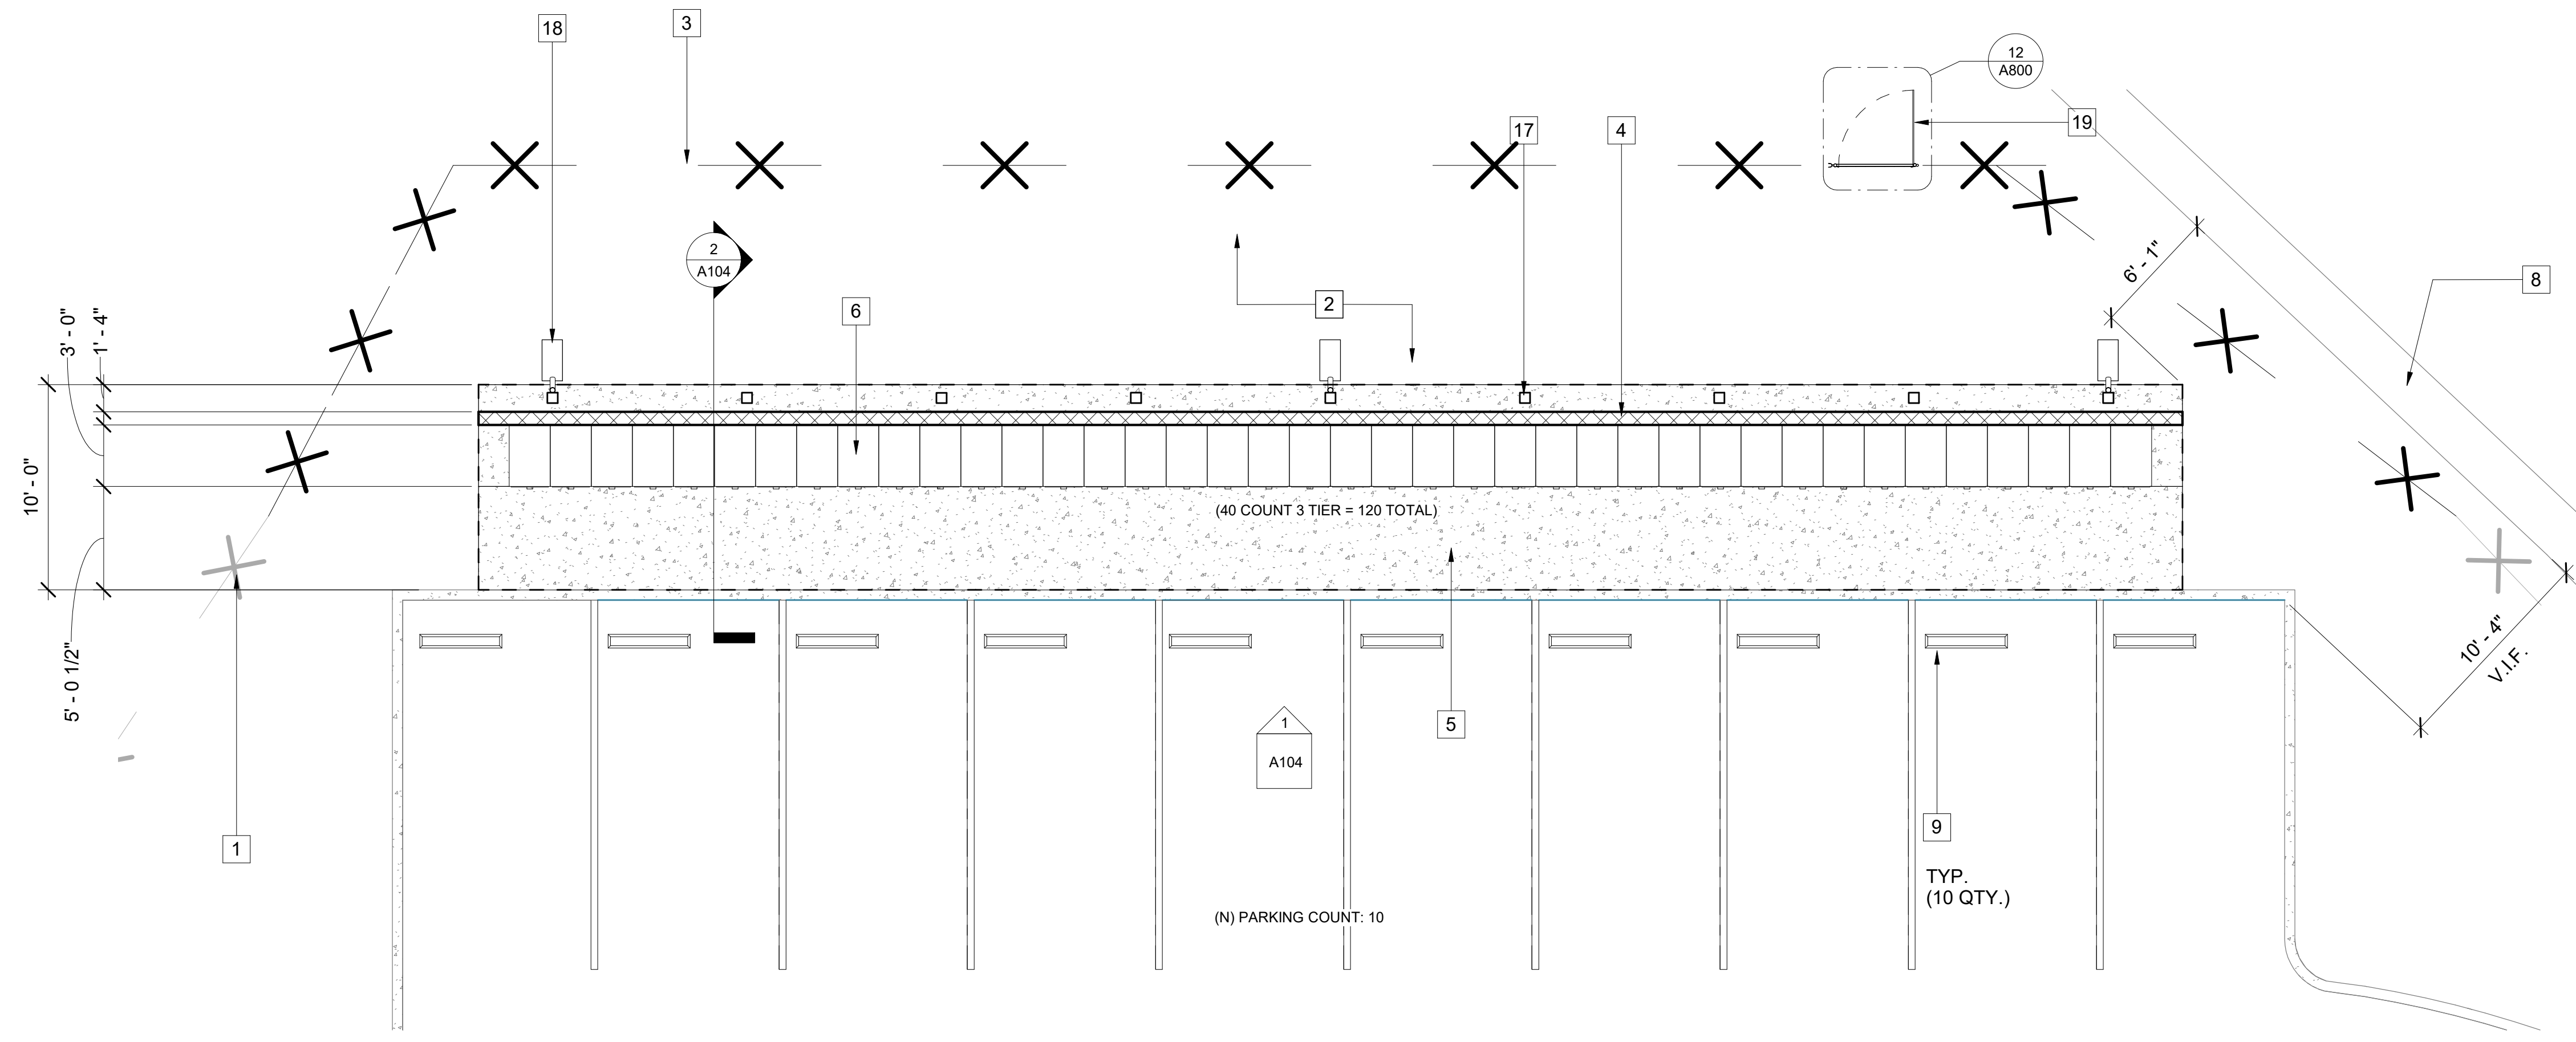 18
3
12
A800
17
4
19
2
A104
6
2
6' - 1"
8
3' - 0"
1' - 4"
10' - 0"
5' - 0 1/2"
(40 COUNT 3 TIER = 120 TOTAL)
10' - 4"
V.I.F.
1
A104
5
9
1
TYP.
(10 QTY.)
(N) PARKING COUNT: 10